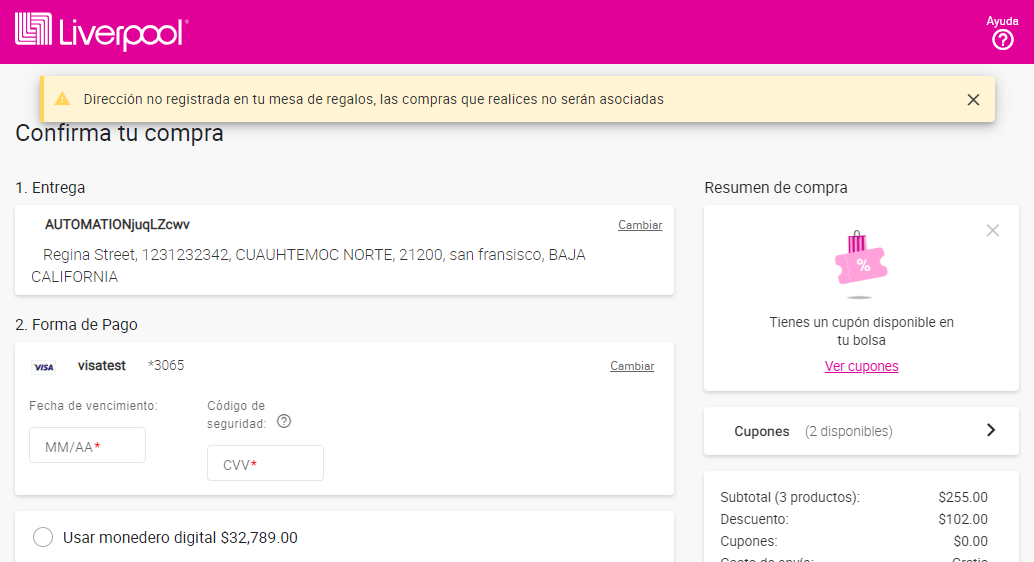 Liverpool
Ayuda
Dirección no registrada en tu mesa de regalos, las compras que realices no serán asociadas
Confirma tu compra
1. Entrega
AUTOMATIONjuqLZcwv
Cambiar
Regina Street, 1231232342, CUAUHTEMOC NORTE, 21200, san fransisco, BAJA
CALIFORNIA
2. Forma de Pago
VISA visatest *3065
Cambiar
Fecha de vencimiento:
MM/AA*
Código de
seguridad:
CVV*
Usar monedero digital $32,789.00
Resumen de compra
%
Tienes un cupón disponible en
tu bolsa
Ver cupones
Cupones (2 disponibles)
Subtotal (3 productos): $255.00
Descuento: $102.00
Cupones: $0.00
Costo de envío: Gratis